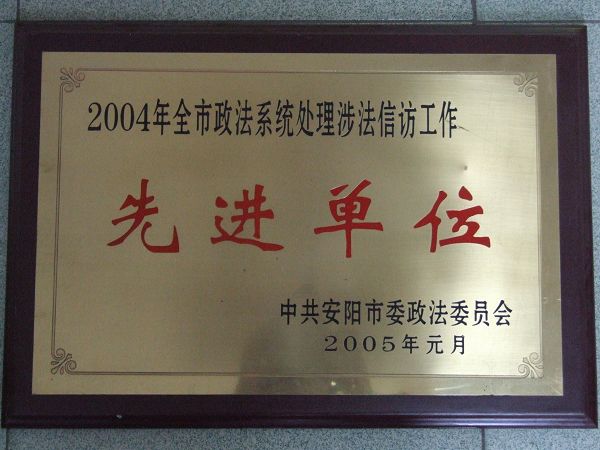 2004年全市政法系统处理涉法信访工作
先进单位
中共安阳市委政法委员会
2005年元月